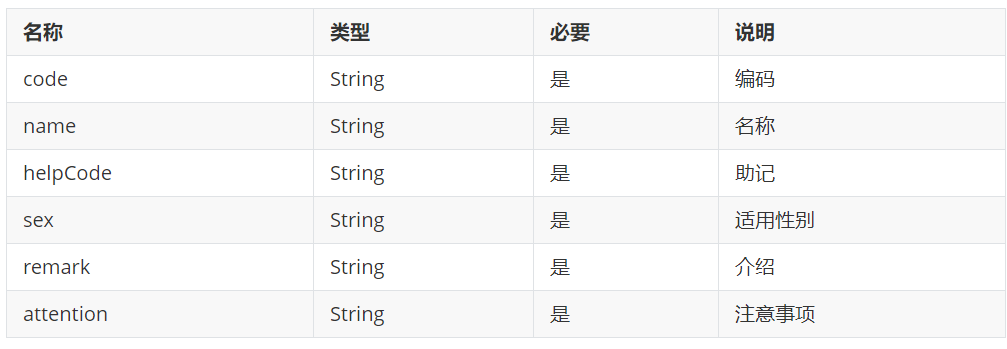 名称 类型 必要 说明
code String 是 编码
name String 是 名称
helpCode String 是 助记
sex String 是 适用性别
remark String 是 介绍
attention String 是 注意事项